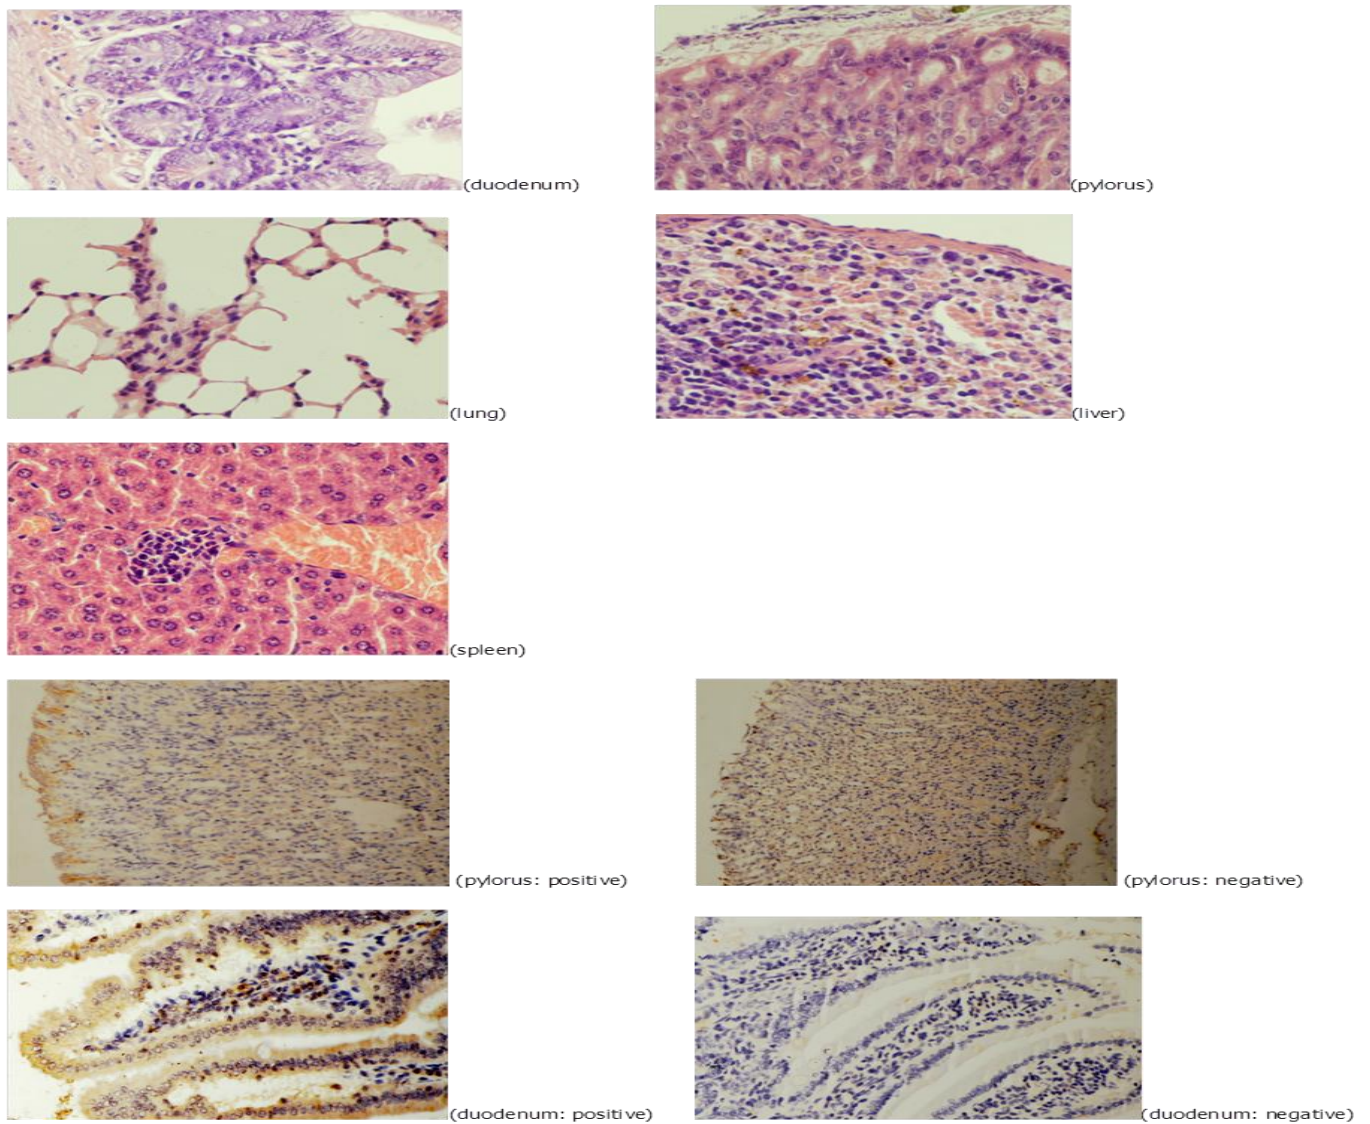 (duodenum)
(pylorus)
(lung)
(liver)
(spleen)
(pylorus: positive)
(pylorus: negative)
(duodenum: positive)
(duodenum: negative)